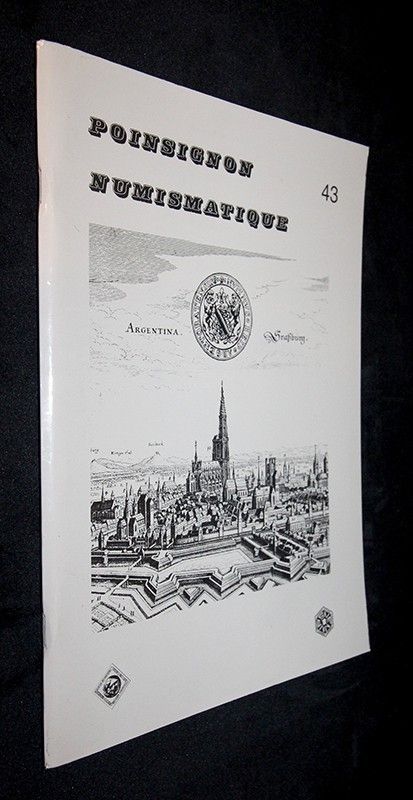 POINSIGNON
43
NUMISMATIQUE
ARGENTINA.
Straßburg.